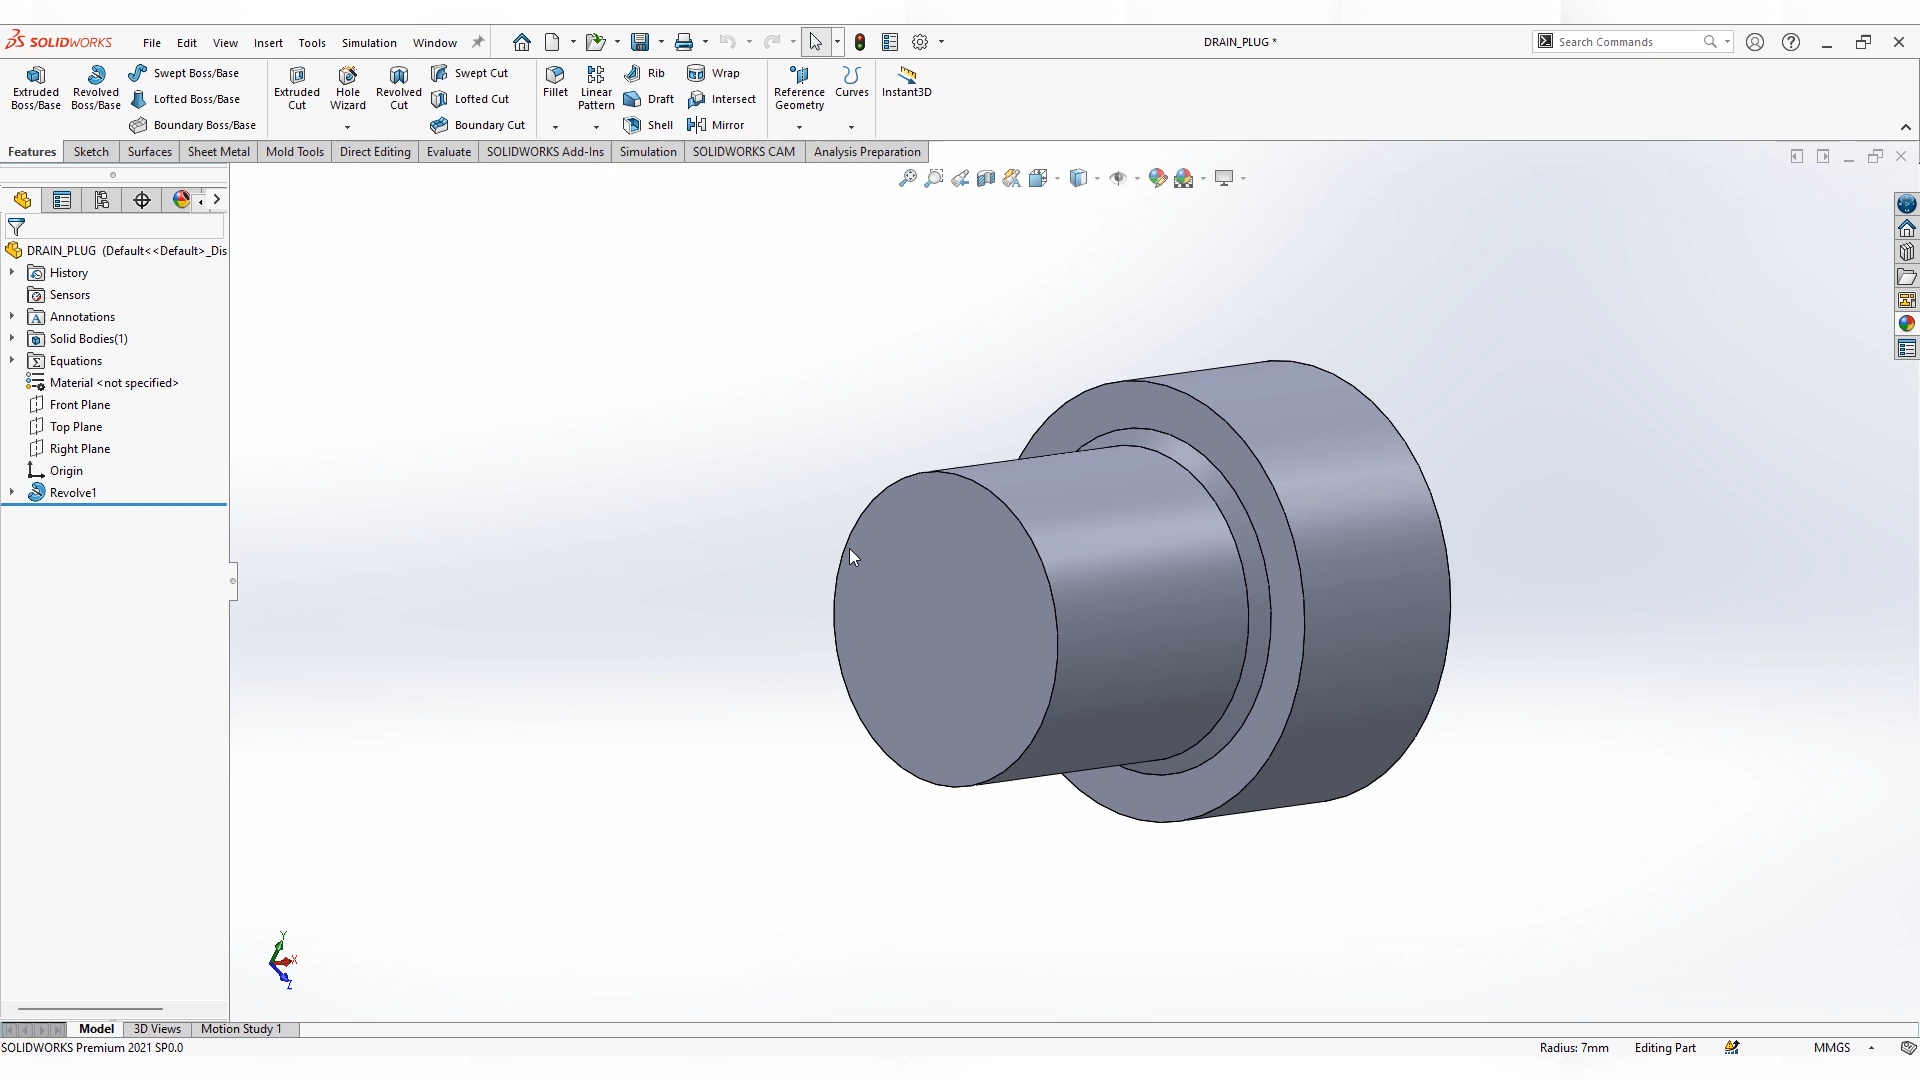 SOLIDWORKS File Edit View Insert Tools Simulation Window DRAIN_PLUG * Search Commands
Extruded Boss/Base
Revolved Boss/Base
Swept Boss/Base
Lofted Boss/Base
Boundary Boss/Base
Extruded Cut
Hole Wizard
Revolved Cut
Swept Cut
Lofted Cut
Boundary Cut
Fillet
Linear Pattern
Rib
Draft
Shell
Wrap
Intersect
Mirror
Reference Geometry
Curves
Instant3D
Features Sketch Surfaces Sheet Metal Mold Tools Direct Editing Evaluate SOLIDWORKS Add-Ins Simulation SOLIDWORKS CAM Analysis Preparation
DRAIN_PLUG (Default<<Default>_Dis
History
Sensors
Annotations
Solid Bodies(1)
Equations
Material <not specified>
Front Plane
Top Plane
Right Plane
Origin
Revolve1
Y
X
Z
Model 3D Views Motion Study 1
SOLIDWORKS Premium 2021 SP0.0 Radius: 7mm Editing Part MMGS